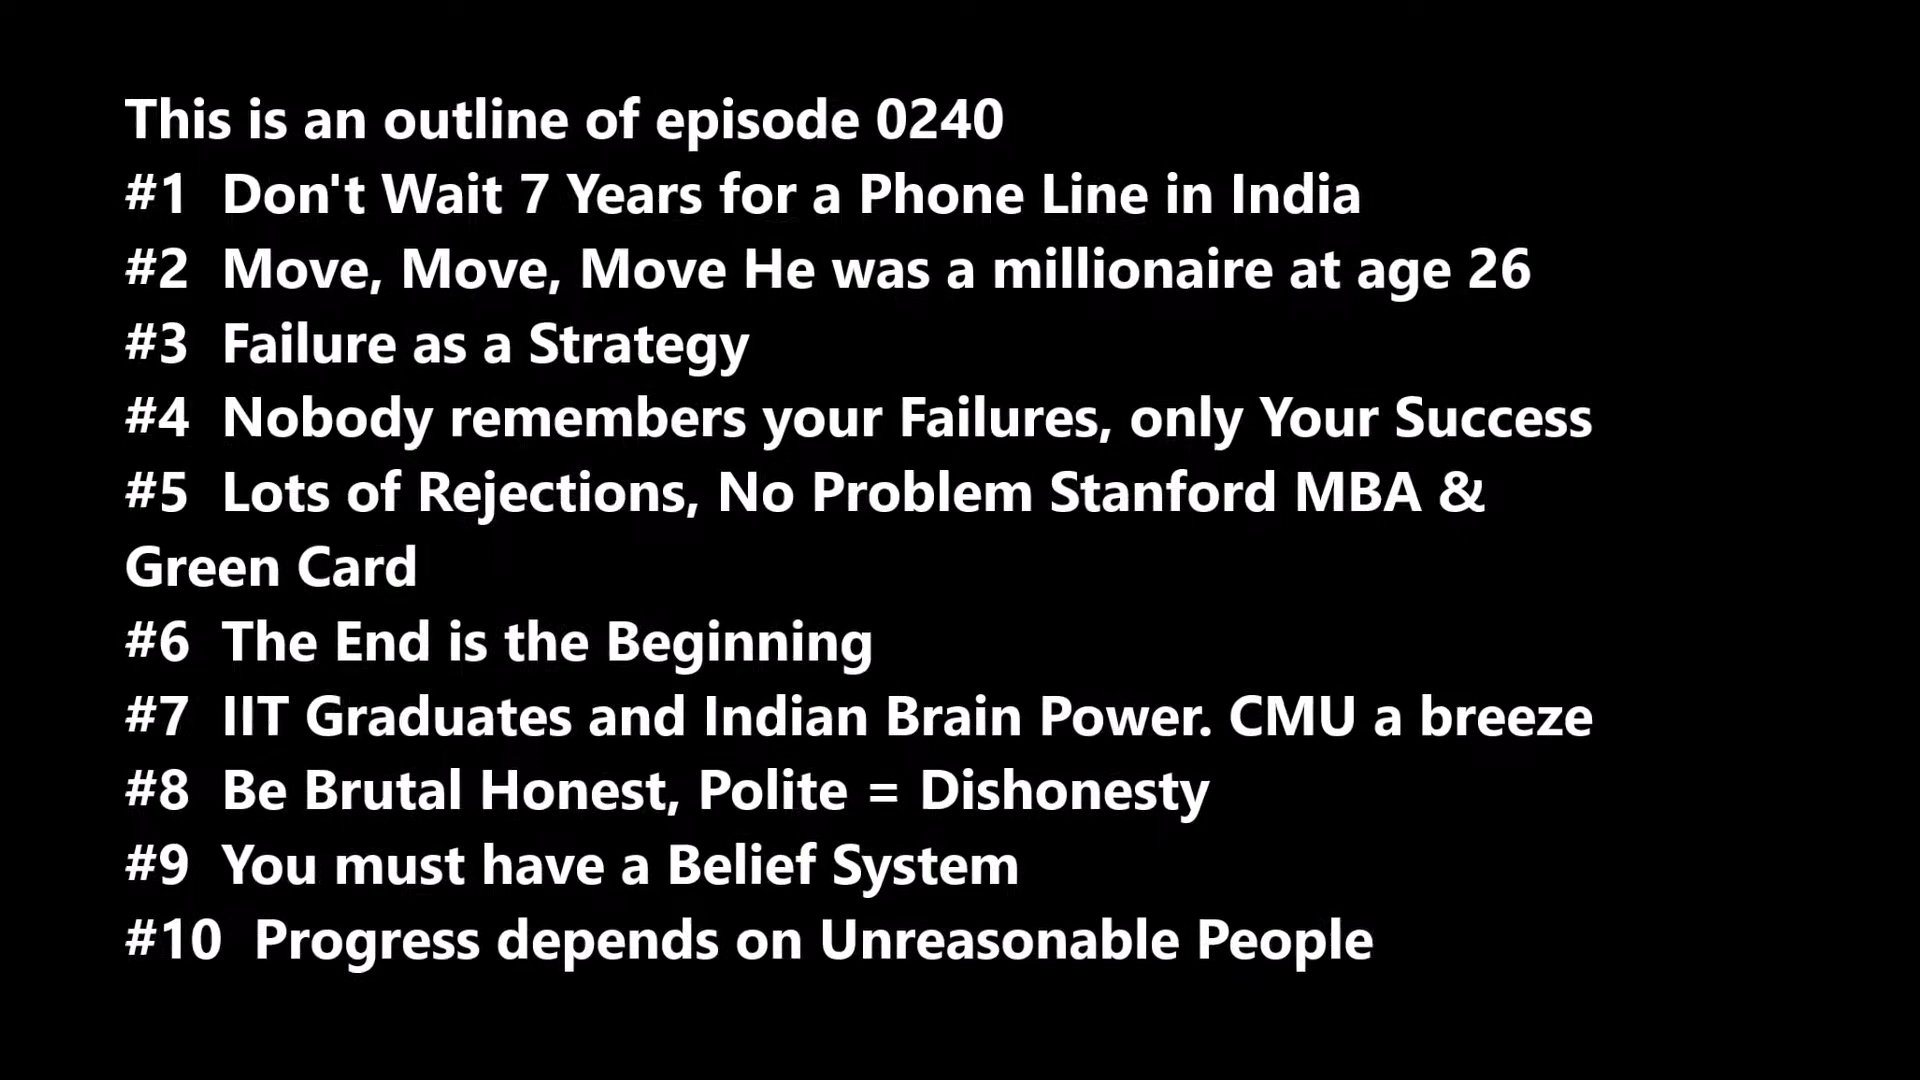 This is an outline of episode 0240
#1 Don't Wait 7 Years for a Phone Line in India
#2 Move, Move, Move He was a millionaire at age 26
#3 Failure as a Strategy
#4 Nobody remembers your Failures, only Your Success
#5 Lots of Rejections, No Problem Stanford MBA &
Green Card
#6 The End is the Beginning
#7 IIT Graduates and Indian Brain Power. CMU a breeze
#8 Be Brutal Honest, Polite = Dishonesty
#9 You must have a Belief System
#10 Progress depends on Unreasonable People